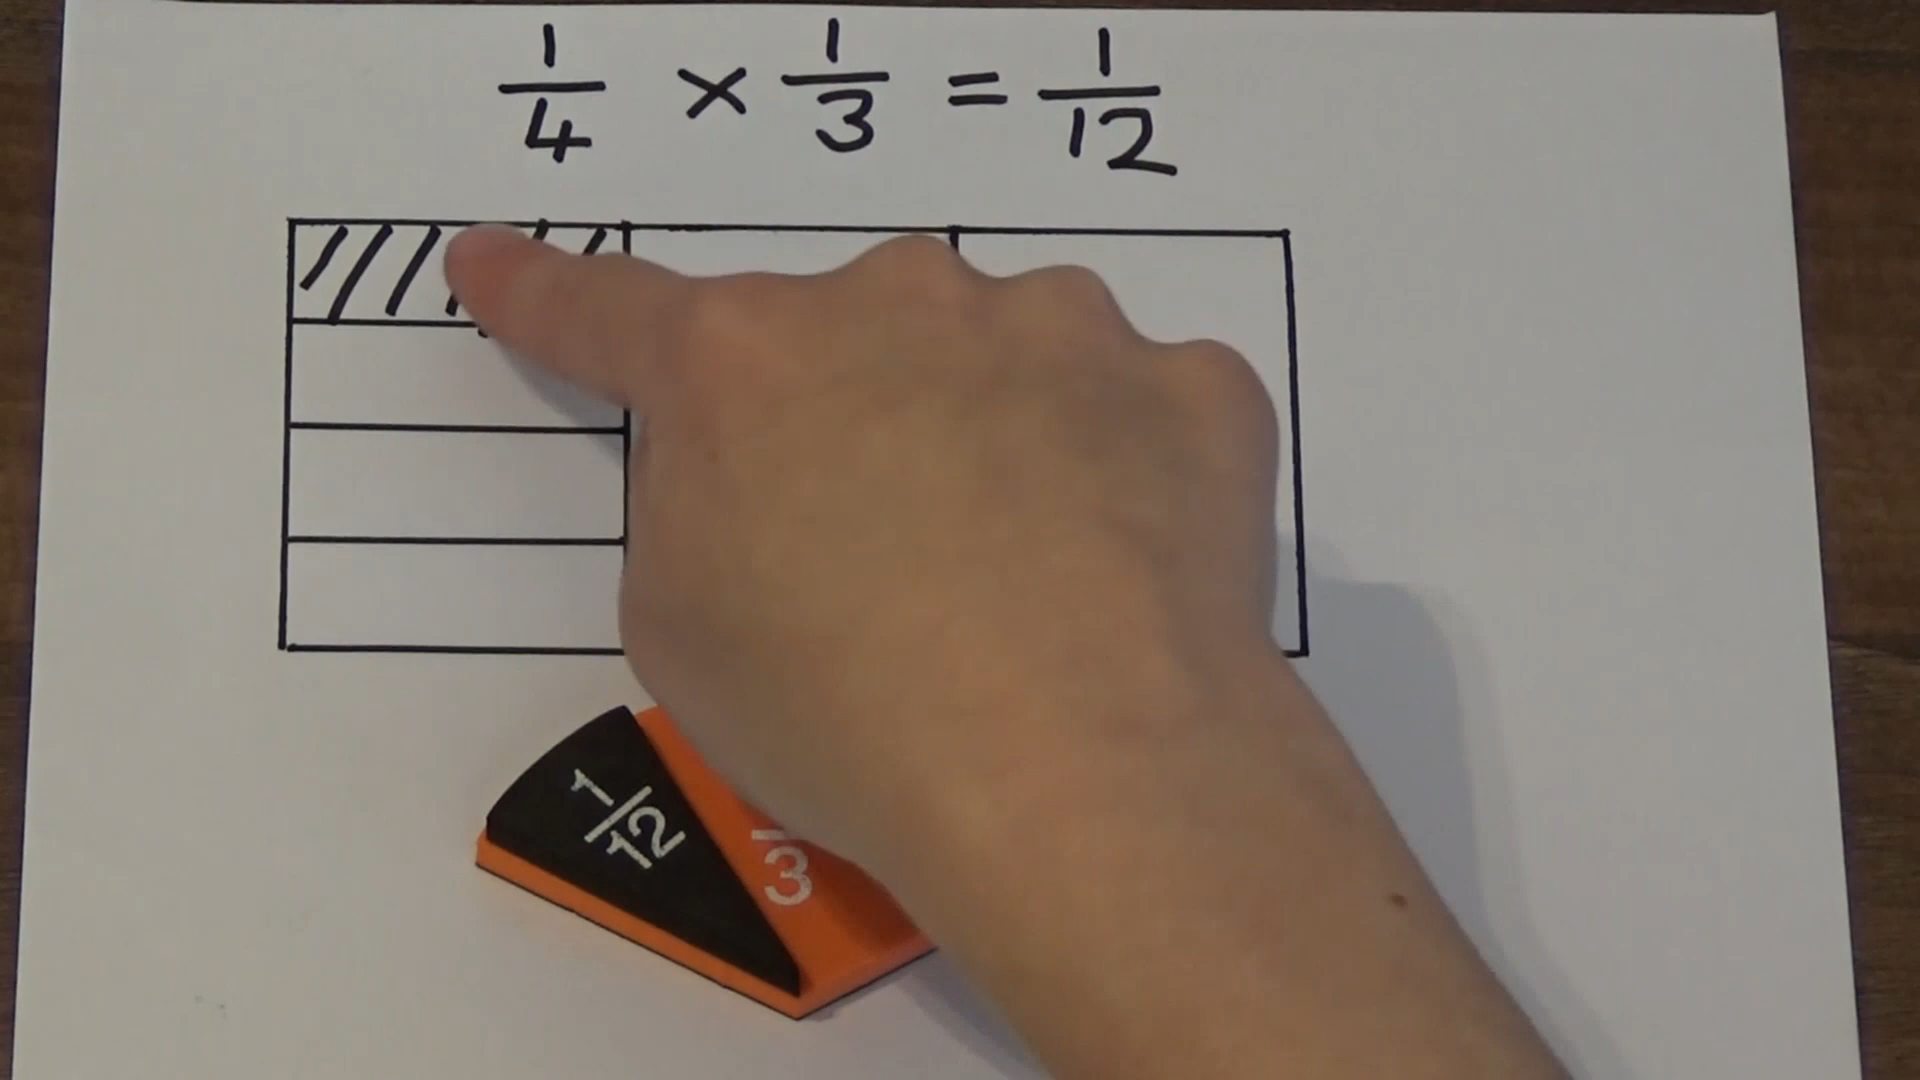 1/4 × 1/3 = 1/12
1/12
3